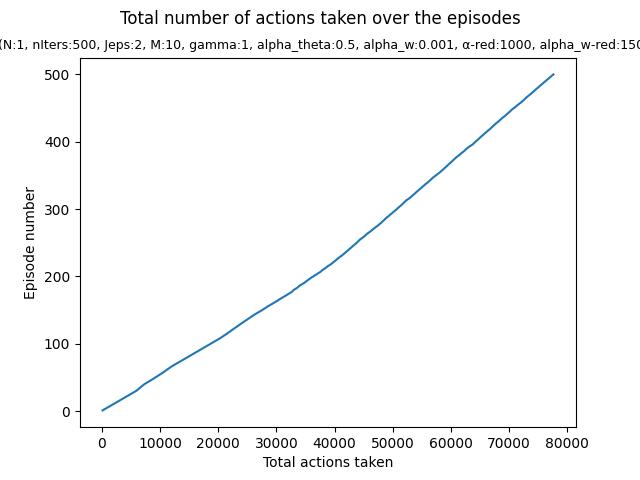 Total number of actions taken over the episodes
(N:1, nIters:500, Jeps:2, M:10, gamma:1, alpha_theta:0.5, alpha_w:0.001, α-red:1000, alpha_w-red:150
500
400
300
200
100
0
Episode number
0 10000 20000 30000 40000 50000 60000 70000 80000
Total actions taken